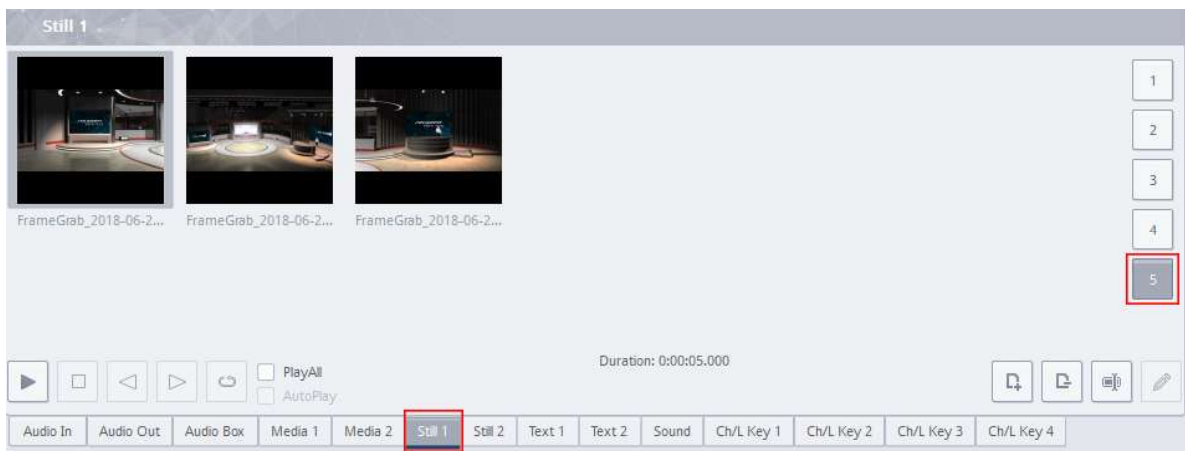 Still 1
1
2
3
4
5
FrameGrab_2018-06-2... FrameGrab_2018-06-2... FrameGrab_2018-06-2...
Duration: 0:00:05.000
PlayAll
AutoPlay
Audio In Audio Out Audio Box Media 1 Media 2 Still 1 Still 2 Text 1 Text 2 Sound Ch/L Key 1 Ch/L Key 2 Ch/L Key 3 Ch/L Key 4